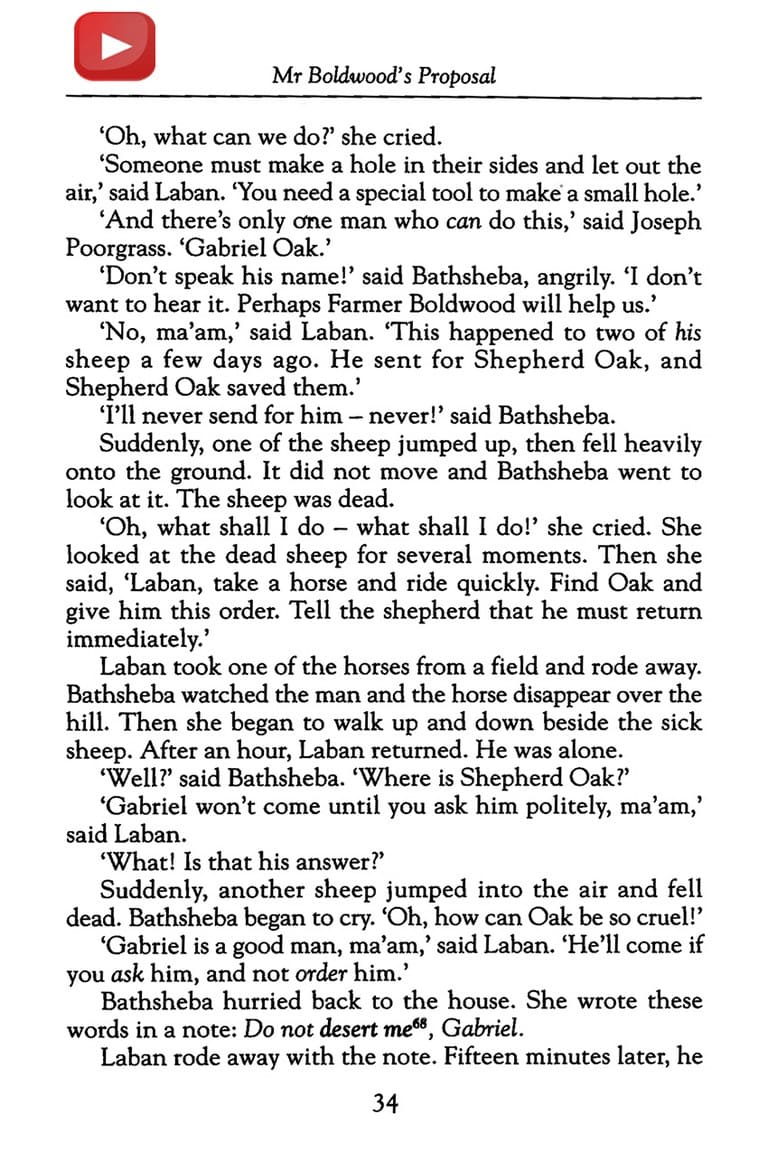 Mr Boldwood's Proposal
‘Oh, what can we do?’ she cried.
‘Someone must make a hole in their sides and let out the
air,’ said Laban. ‘You need a special tool to make a small hole.’
‘And there’s only one man who can do this,’ said Joseph
Poorgrass. ‘Gabriel Oak.’
‘Don’t speak his name!’ said Bathsheba, angrily. ‘I don’t
want to hear it. Perhaps Farmer Boldwood will help us.’
‘No, ma’am,’ said Laban. ‘This happened to two of his
sheep a few days ago. He sent for Shepherd Oak, and
Shepherd Oak saved them.’
‘I’ll never send for him – never!’ said Bathsheba.
Suddenly, one of the sheep jumped up, then fell heavily
onto the ground. It did not move and Bathsheba went to
look at it. The sheep was dead.
‘Oh, what shall I do – what shall I do!’ she cried. She
looked at the dead sheep for several moments. Then she
said, ‘Laban, take a horse and ride quickly. Find Oak and
give him this order. Tell the shepherd that he must return
immediately.’
Laban took one of the horses from a field and rode away.
Bathsheba watched the man and the horse disappear over the
hill. Then she began to walk up and down beside the sick
sheep. After an hour, Laban returned. He was alone.
‘Well?’ said Bathsheba. ‘Where is Shepherd Oak?’
‘Gabriel won’t come until you ask him politely, ma’am,’
said Laban.
‘What! Is that his answer?’
Suddenly, another sheep jumped into the air and fell
dead. Bathsheba began to cry. ‘Oh, how can Oak be so cruel!’
‘Gabriel is a good man, ma’am,’ said Laban. ‘He’ll come if
you ask him, and not order him.’
Bathsheba hurried back to the house. She wrote these
words in a note: Do not desert me⁶⁸, Gabriel.
Laban rode away with the note. Fifteen minutes later, he
34